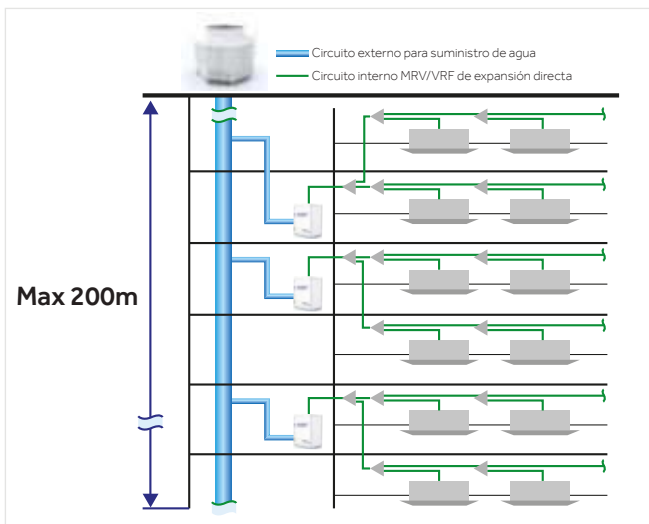 Circuito externo para suministro de agua
Circuito interno MRV/VRF de expansión directa
Max 200m